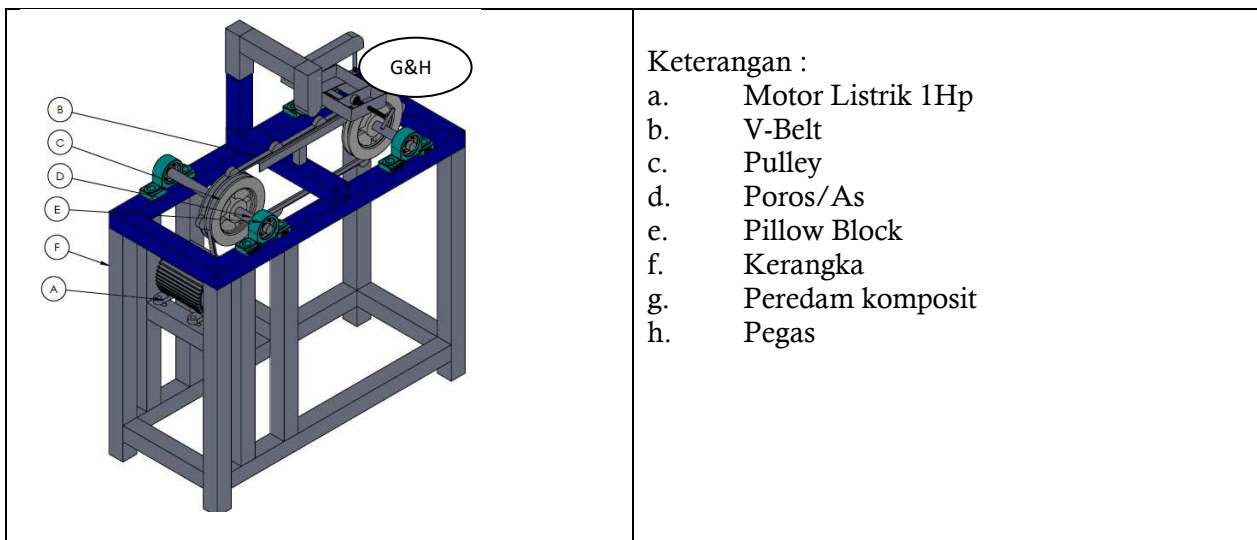 G&H
B
C
D
E
F
A
Keterangan :
a. Motor Listrik 1Hp
b. V-Belt
c. Pulley
d. Poros/As
e. Pillow Block
f. Kerangka
g. Peredam komposit
h. Pegas